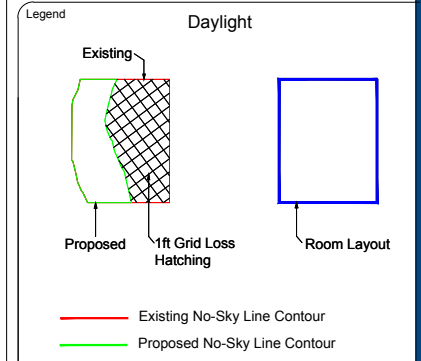 Legend
Daylight
Existing
Proposed
1ft Grid Loss
Hatching
Room Layout
Existing No-Sky Line Contour
Proposed No-Sky Line Contour